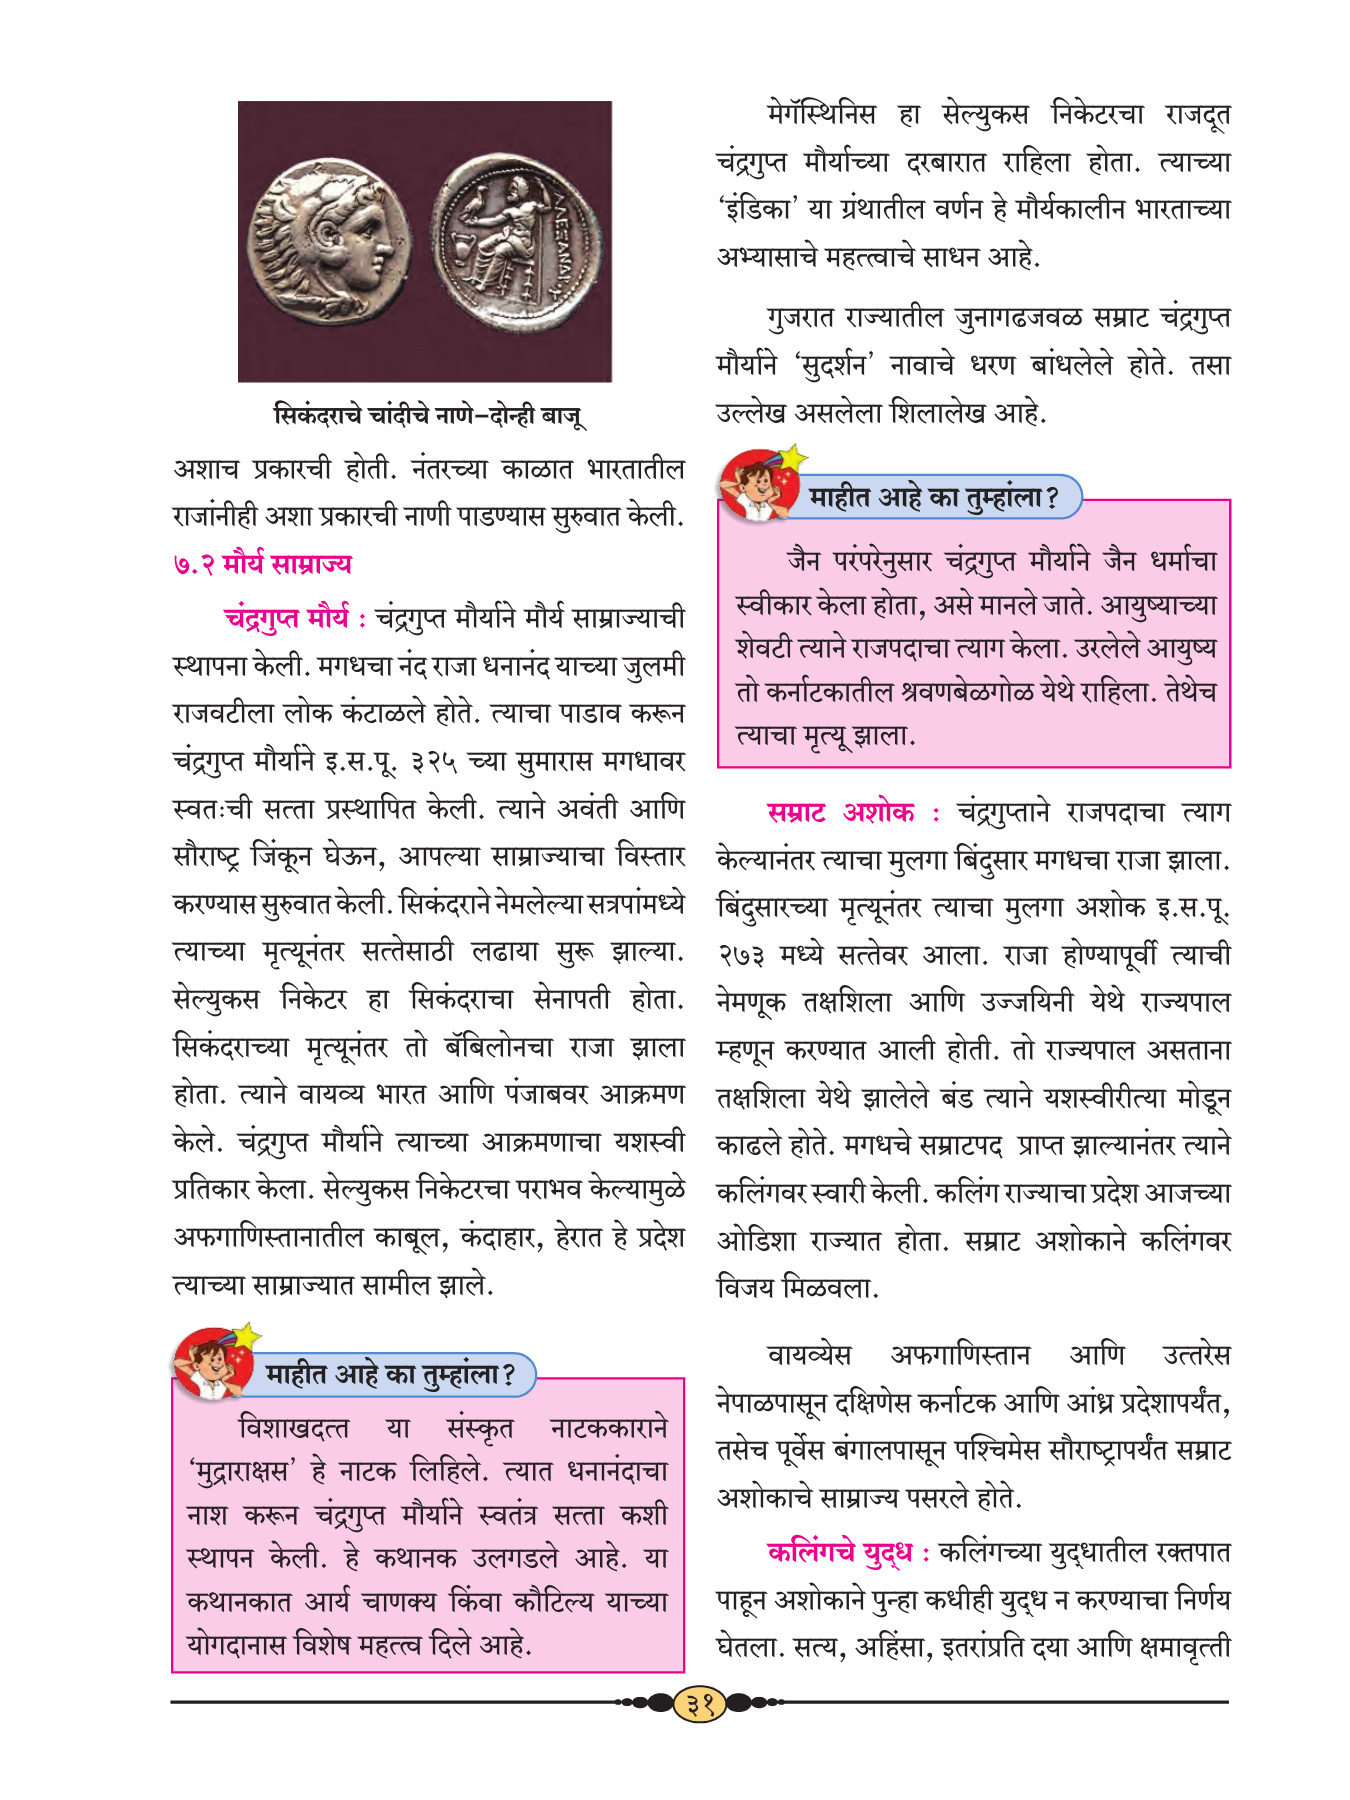 ΑΛΕΞΑΝΔΡ
सिकंदराचे चांदीचे नाणे–दोन्ही बाजू
अशाच प्रकारची होती. नंतरच्या काळात भारतातील
राजांनीही अशा प्रकारची नाणी पाडण्यास सुरुवात केली.
७.२ मौर्य साम्राज्य
चंद्रगुप्त मौर्य : चंद्रगुप्त मौर्याने मौर्य साम्राज्याची
स्थापना केली. मगधचा नंद राजा धनानंद याच्या जुलमी
राजवटीला लोक कंटाळले होते. त्याचा पाडाव करून
चंद्रगुप्त मौर्याने इ.स.पू. ३२५ च्या सुमारास मगधावर
स्वतःची सत्ता प्रस्थापित केली. त्याने अवंती आणि
सौराष्ट्र जिंकून घेऊन, आपल्या साम्राज्याचा विस्तार
करण्यास सुरुवात केली. सिकंदराने नेमलेल्या सत्रपांमध्ये
त्याच्या मृत्यूनंतर सत्तेसाठी लढाया सुरू झाल्या.
सेल्युकस निकेटर हा सिकंदराचा सेनापती होता.
सिकंदराच्या मृत्यूनंतर तो बॅबिलोनचा राजा झाला
होता. त्याने वायव्य भारत आणि पंजाबवर आक्रमण
केले. चंद्रगुप्त मौर्याने त्याच्या आक्रमणाचा यशस्वी
प्रतिकार केला. सेल्युकस निकेटरचा पराभव केल्यामुळे
अफगाणिस्तानातील काबूल, कंदाहार, हेरात हे प्रदेश
त्याच्या साम्राज्यात सामील झाले.
माहीत आहे का तुम्हांला?
विशाखदत्त या संस्कृत नाटककाराने
‘मुद्राराक्षस’ हे नाटक लिहिले. त्यात धनानंदाचा
नाश करून चंद्रगुप्त मौर्याने स्वतंत्र सत्ता कशी
स्थापन केली. हे कथानक उलगडले आहे. या
कथानकात आर्य चाणक्य किंवा कौटिल्य याच्या
योगदानास विशेष महत्त्व दिले आहे.
मेगॅस्थिनिस हा सेल्युकस निकेटरचा राजदूत
चंद्रगुप्त मौर्याच्या दरबारात राहिला होता. त्याच्या
‘इंडिका’ या ग्रंथातील वर्णन हे मौर्यकालीन भारताच्या
अभ्यासाचे महत्त्वाचे साधन आहे.
गुजरात राज्यातील जुनागढजवळ सम्राट चंद्रगुप्त
मौर्याने ‘सुदर्शन’ नावाचे धरण बांधलेले होते. तसा
उल्लेख असलेला शिलालेख आहे.
माहीत आहे का तुम्हांला?
जैन परंपरेनुसार चंद्रगुप्त मौर्याने जैन धर्माचा
स्वीकार केला होता, असे मानले जाते. आयुष्याच्या
शेवटी त्याने राजपदाचा त्याग केला. उरलेले आयुष्य
तो कर्नाटकातील श्रवणबेळगोळ येथे राहिला. तेथेच
त्याचा मृत्यू झाला.
सम्राट अशोक : चंद्रगुप्ताने राजपदाचा त्याग
केल्यानंतर त्याचा मुलगा बिंदुसार मगधचा राजा झाला.
बिंदुसारच्या मृत्यूनंतर त्याचा मुलगा अशोक इ.स.पू.
२७३ मध्ये सत्तेवर आला. राजा होण्यापूर्वी त्याची
नेमणूक तक्षशिला आणि उज्जयिनी येथे राज्यपाल
म्हणून करण्यात आली होती. तो राज्यपाल असताना
तक्षशिला येथे झालेले बंड त्याने यशस्वीरीत्या मोडून
काढले होते. मगधचे सम्राटपद प्राप्त झाल्यानंतर त्याने
कलिंगवर स्वारी केली. कलिंग राज्याचा प्रदेश आजच्या
ओडिशा राज्यात होता. सम्राट अशोकाने कलिंगवर
विजय मिळवला.
वायव्येस अफगाणिस्तान आणि उत्तरेस
नेपाळपासून दक्षिणेस कर्नाटक आणि आंध्र प्रदेशापर्यंत,
तसेच पूर्वेस बंगालपासून पश्चिमेस सौराष्ट्रापर्यंत सम्राट
अशोकाचे साम्राज्य पसरले होते.
कलिंगचे युद्ध : कलिंगच्या युद्धातील रक्तपात
पाहून अशोकाने पुन्हा कधीही युद्ध न करण्याचा निर्णय
घेतला. सत्य, अहिंसा, इतरांप्रति दया आणि क्षमावृत्ती
३१